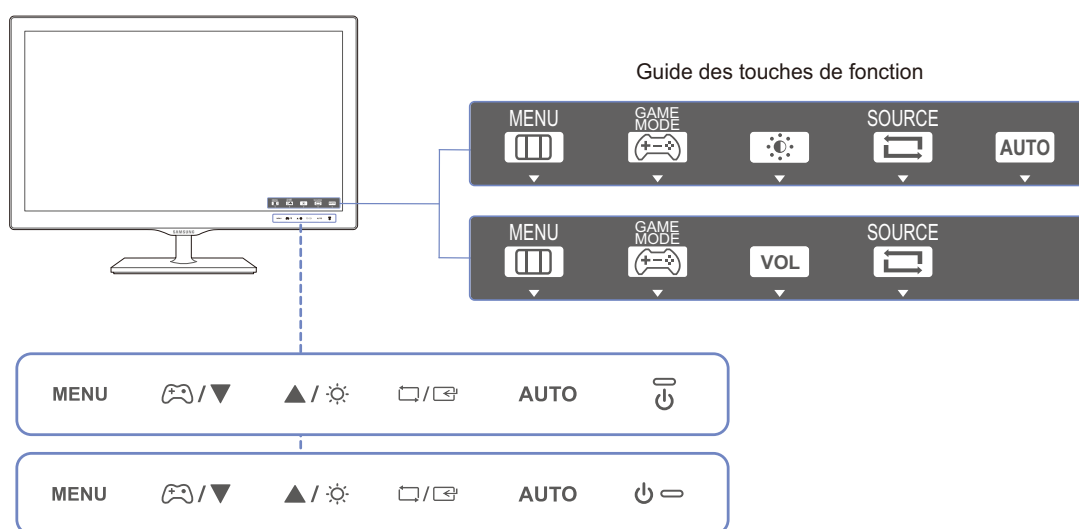 Guide des touches de fonction
MENU GAME MODE SOURCE AUTO
MENU GAME MODE VOL SOURCE
SAMSUNG
MENU / / / AUTO
MENU / / / AUTO